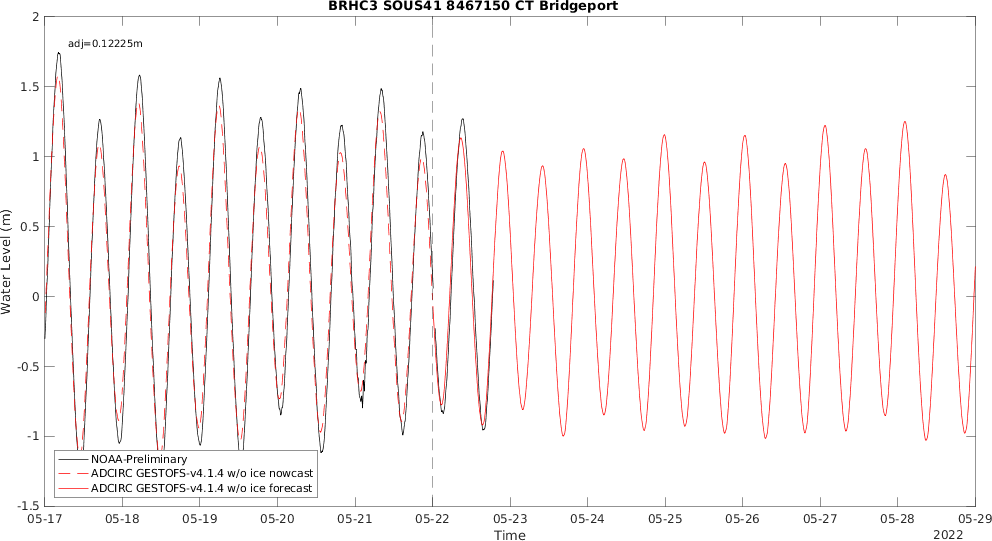 BRHC3 SOUS41 8467150 CT Bridgeport
adj=0.12225m
2
1.5
1
0.5
0
-0.5
-1
-1.5
Water Level (m)
NOAA-Preliminary
ADCIRC GESTOFS-v4.1.4 w/o ice nowcast
ADCIRC GESTOFS-v4.1.4 w/o ice forecast
05-17 05-18 05-19 05-20 05-21 05-22 05-23 05-24 05-25 05-26 05-27 05-28 05-29
Time
2022